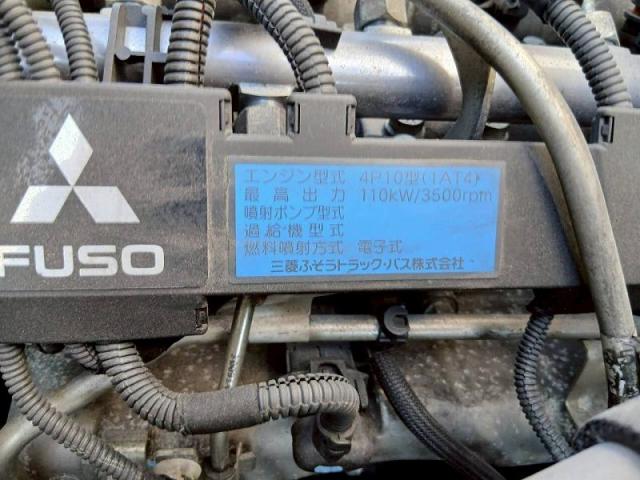 FUSO
エンジン型式 4P10型(1AT4)
最高出力 110kW/3500rpm
噴射ポンプ型式
過給機型式
燃料噴射方式 電子式
三菱ふそうトラック・バス株式会社